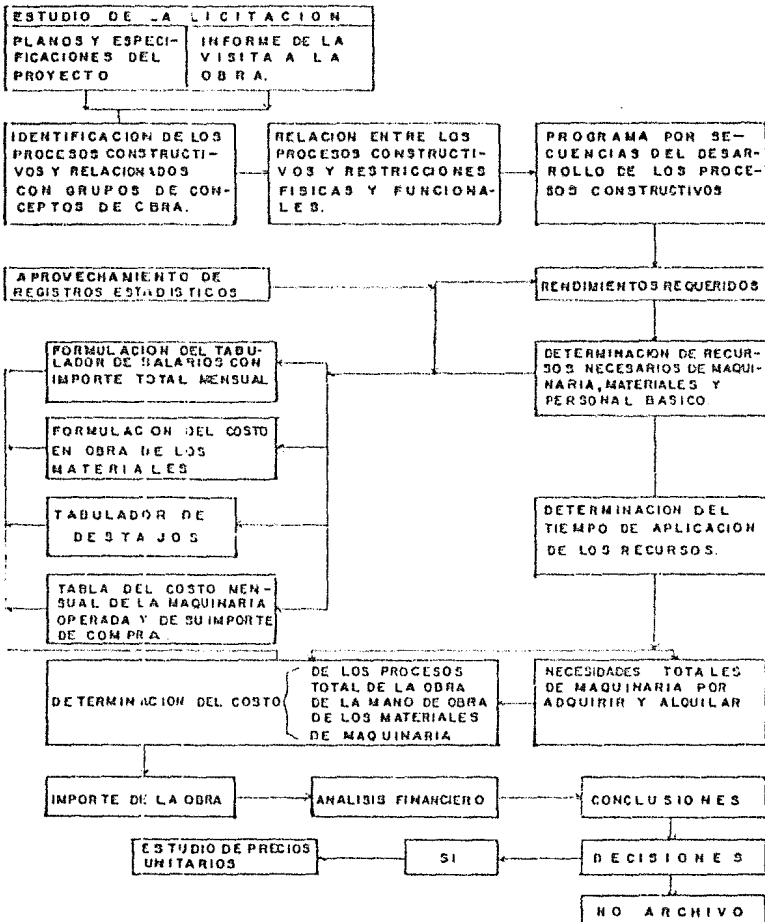 ESTUDIO DE LA LICITACION
PLANOS Y ESPECI-
FICACIONES DEL
PROYECTO
INFORME DE LA
VISITA A LA
OBRA.
IDENTIFICACION DE LOS
PROCESOS CONSTRUCTI-
VOS Y RELACIONADOS
CON GRUPOS DE CON-
CEPTOS DE OBRA.
RELACION ENTRE LOS
PROCESOS CONSTRUCTI-
VOS Y RESTRICCIONES
FISICAS Y FUNCIONA-
LES.
PROGRAMA POR SE-
CUENCIAS DEL DESAR-
ROLLO DE LOS PROCE-
SOS CONSTRUCTIVOS
APROVECHAMIENTO DE
REGISTROS ESTADISTICOS
RENDIMIENTOS REQUERIDOS
FORMULACION DEL TABU-
LADOR DE SALARIOS CON
IMPORTE TOTAL MENSUAL
DETERMINACION DE RECUR-
SOS NECESARIOS DE MAQUI-
NARIA, MATERIALES Y
PERSONAL BASICO
FORMULACION DEL COSTO
EN OBRA DE LOS
MATERIALES
TABULADOR DE
DESTAJOS
DETERMINACION DEL
TIEMPO DE APLICACION
DE LOS RECURSOS.
TABLA DEL COSTO MEN-
SUAL DE LA MAQUINARIA
OPERADA Y DE SU IMPORTE
DE COMPRA.
DETERMINACION DEL COSTO
DE LOS PROCESOS
TOTAL DE LA OBRA
DE LA MANO DE OBRA
DE LOS MATERIALES
DE MAQUINARIA
NECESIDADES TOTALES
DE MAQUINARIA POR
ADQUIRIR Y ALQUILAR
IMPORTE DE LA OBRA
ANALISIS FINANCIERO
CONCLUSIONES
ESTUDIO DE PRECIOS
UNITARIOS
SI
DECISIONES
NO ARCHIVO